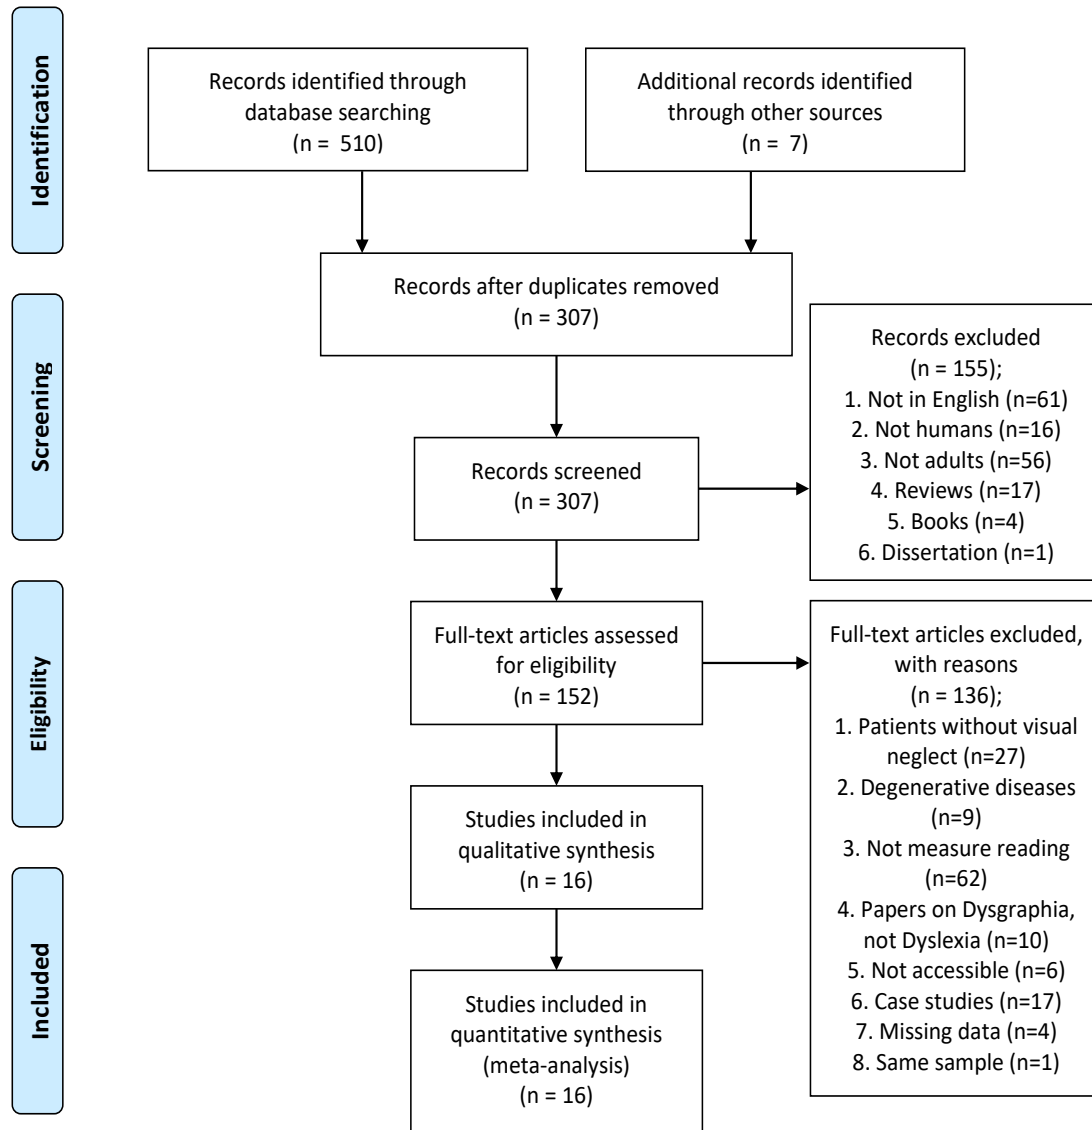 Identification
Records identified through
database searching
(n = 510)
Additional records identified
through other sources
(n = 7)
Records after duplicates removed
(n = 307)
Screening
Records screened
(n = 307)
Records excluded
(n = 155);
1. Not in English (n=61)
2. Not humans (n=16)
3. Not adults (n=56)
4. Reviews (n=17)
5. Books (n=4)
6. Dissertation (n=1)
Eligibility
Full-text articles assessed
for eligibility
(n = 152)
Full-text articles excluded,
with reasons
(n = 136);
1. Patients without visual
neglect (n=27)
2. Degenerative diseases
(n=9)
3. Not measure reading
(n=62)
4. Papers on Dysgraphia,
not Dyslexia (n=10)
5. Not accessible (n=6)
6. Case studies (n=17)
7. Missing data (n=4)
8. Same sample (n=1)
Studies included in
qualitative synthesis
(n = 16)
Included
Studies included in
quantitative synthesis
(meta-analysis)
(n = 16)